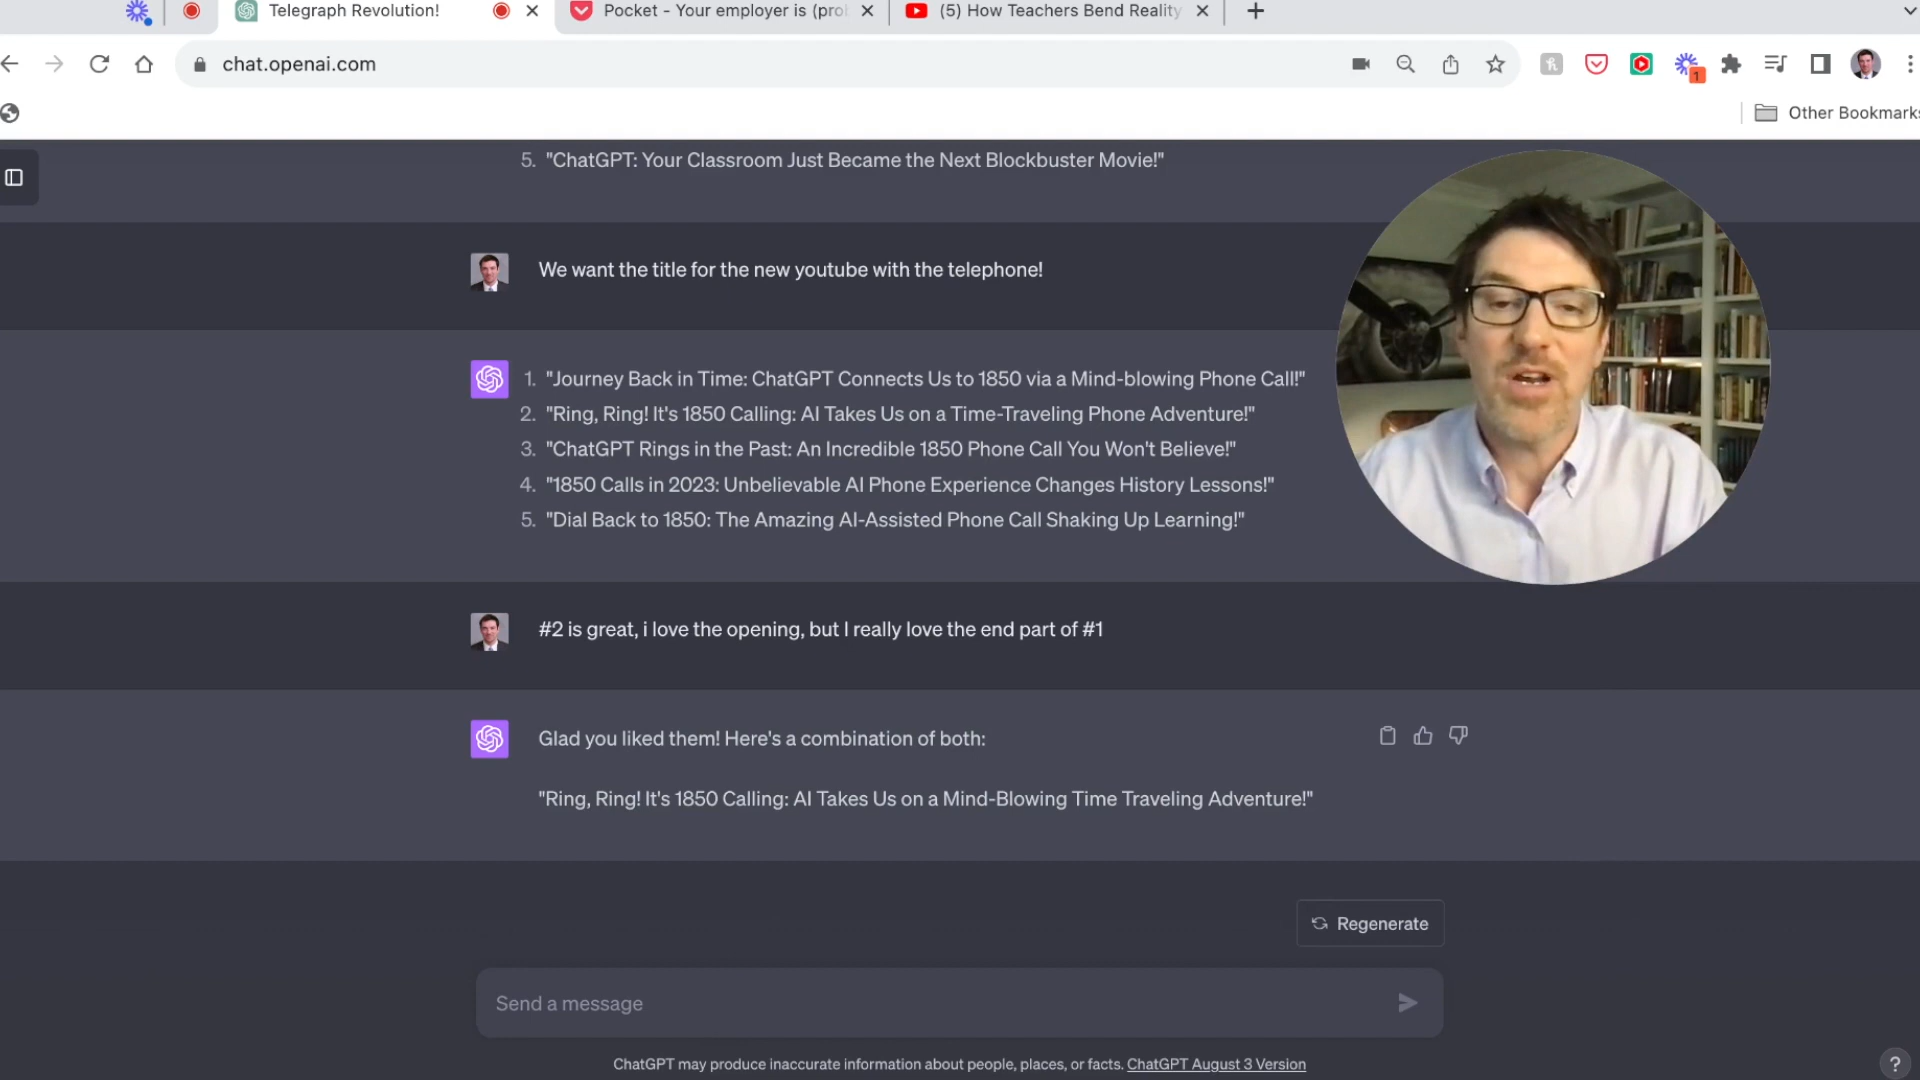 Telegraph Revolution!
Pocket - Your employer is (prob
(5) How Teachers Bend Reality
chat.openai.com
1
Other Bookmarks
5. "ChatGPT: Your Classroom Just Became the Next Blockbuster Movie!"
We want the title for the new youtube with the telephone!
1. "Journey Back in Time: ChatGPT Connects Us to 1850 via a Mind-blowing Phone Call!"
2. "Ring, Ring! It's 1850 Calling: AI Takes Us on a Time-Traveling Phone Adventure!"
3. "ChatGPT Rings in the Past: An Incredible 1850 Phone Call You Won't Believe!"
4. "1850 Calls in 2023: Unbelievable AI Phone Experience Changes History Lessons!"
5. "Dial Back to 1850: The Amazing AI-Assisted Phone Call Shaking Up Learning!"
#2 is great, i love the opening, but I really love the end part of #1
Glad you liked them! Here's a combination of both:
"Ring, Ring! It's 1850 Calling: AI Takes Us on a Mind-Blowing Time Traveling Adventure!"
Regenerate
Send a message
ChatGPT may produce inaccurate information about people, places, or facts. ChatGPT August 3 Version
?